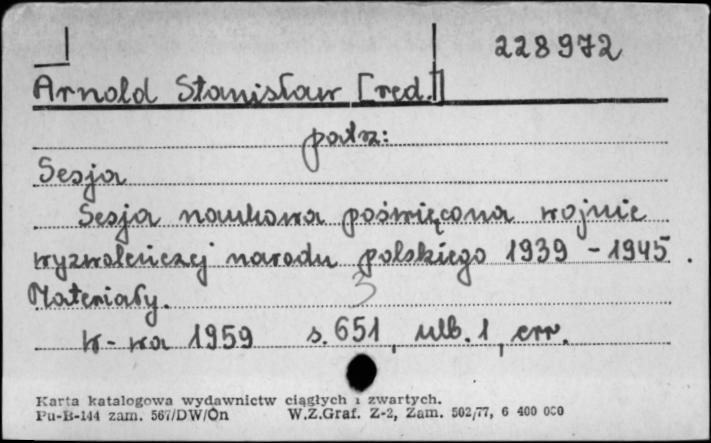 228972
Arnold Stanisław [red.]
patrz:
Sesja
Sesja naukowa poświęcona wojnie
wyzwoleńczej narodu polskiego 1939 - 1945.
Materiały. 3
W-wa 1959 s. 651, ulb. 1, err.
Karta katalogowa wydawnictw ciągłych i zwartych.
Pu-B-144 zam. 567/DW/On W.Z.Graf. Z-2, Zam. 502/77, 6 400 000